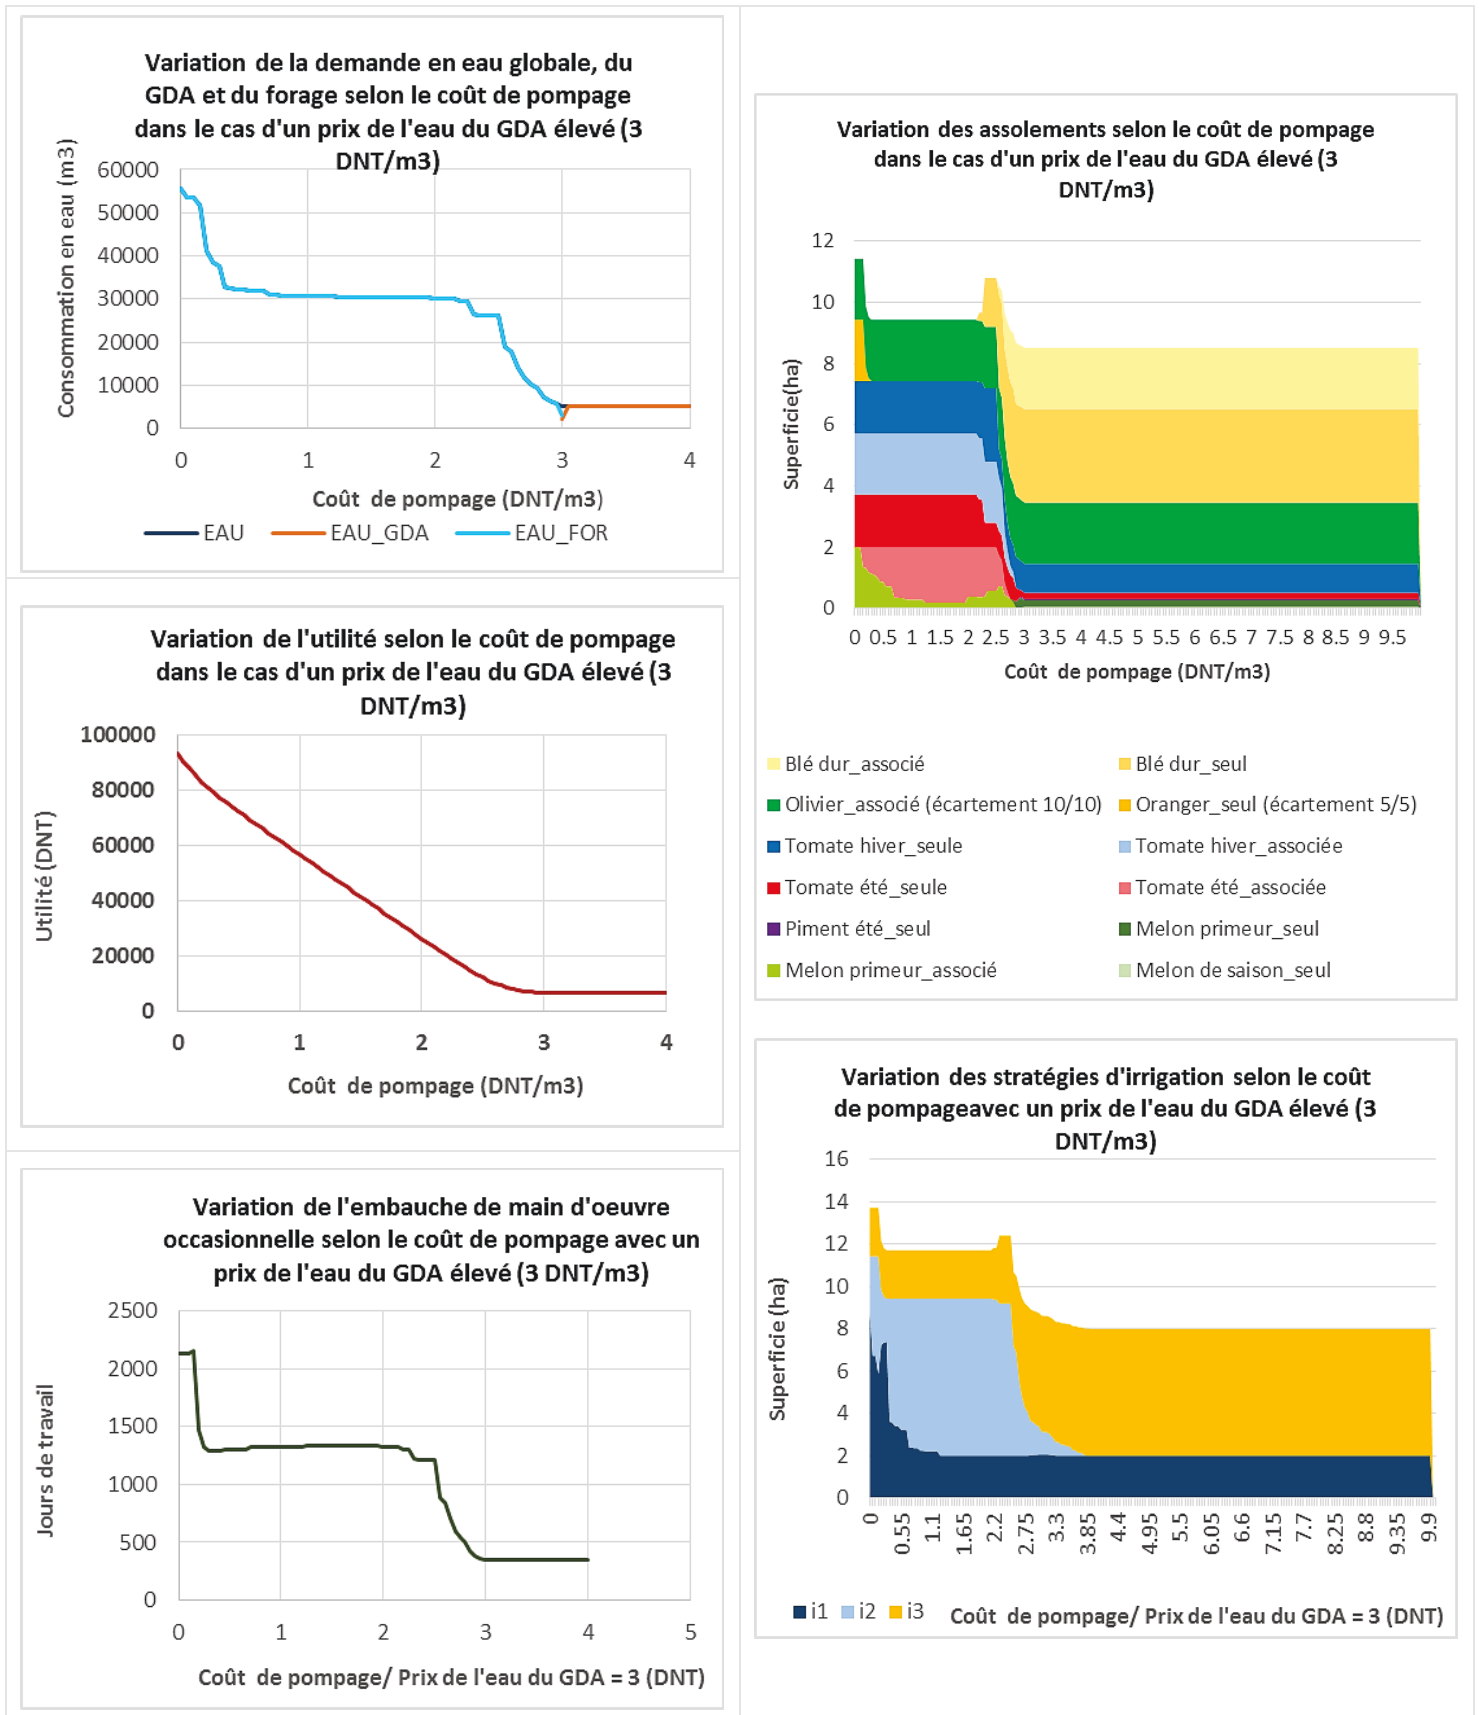 Variation de la demande en eau globale, du
GDA et du forage selon le coût de pompage
dans le cas d'un prix de l'eau du GDA élevé (3
DNT/m3)
Consommation en eau (m3)
60000
50000
40000
30000
20000
10000
0
0 1 2 3 4
Coût de pompage (DNT/m3)
EAU EAU_GDA EAU_FOR
Variation de l'utilité selon le coût de pompage
dans le cas d'un prix de l'eau du GDA élevé (3
DNT/m3)
Utilité (DNT)
100000
80000
60000
40000
20000
0
0 1 2 3 4
Coût de pompage (DNT/m3)
Variation de l'embauche de main d'oeuvre
occasionnelle selon le coût de pompage avec un
prix de l'eau du GDA élevé (3 DNT/m3)
Jours de travail
2500
2000
1500
1000
500
0
0 1 2 3 4 5
Coût de pompage/ Prix de l'eau du GDA = 3 (DNT)
Variation des assolements selon le coût de pompage
dans le cas d'un prix de l'eau du GDA élevé (3
DNT/m3)
Superficie(ha)
12
10
8
6
4
2
0
0 0.5 1 1.5 2 2.5 3 3.5 4 4.5 5 5.5 6 6.5 7 7.5 8 8.5 9 9.5
Coût de pompage (DNT/m3)
Blé dur_associé Blé dur_seul
Olivier_associé (écartement 10/10) Oranger_seul (écartement 5/5)
Tomate hiver_seule Tomate hiver_associée
Tomate été_seule Tomate été_associée
Piment été_seul Melon primeur_seul
Melon primeur_associé Melon de saison_seul
Variation des stratégies d'irrigation selon le coût
de pompageavec un prix de l'eau du GDA élevé (3
DNT/m3)
Superficie (ha)
16
14
12
10
8
6
4
2
0
0 0.55 1.1 1.65 2.2 2.75 3.3 3.85 4.4 4.95 5.5 6.05 6.6 7.15 7.7 8.25 8.8 9.35 9.9
i1 i2 i3 Coût de pompage/ Prix de l'eau du GDA = 3 (DNT)